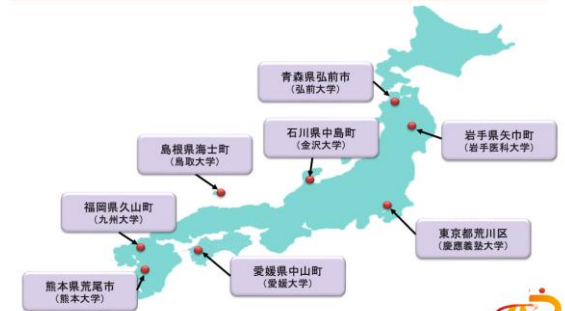 青森県弘前市
（弘前大学）
石川県中島町
（金沢大学）
岩手県矢巾町
（岩手医科大学）
島根県海士町
（鳥取大学）
福岡県久山町
（九州大学）
東京都荒川区
（慶應義塾大学）
愛媛県中山町
（愛媛大学）
熊本県荒尾市
（熊本大学）